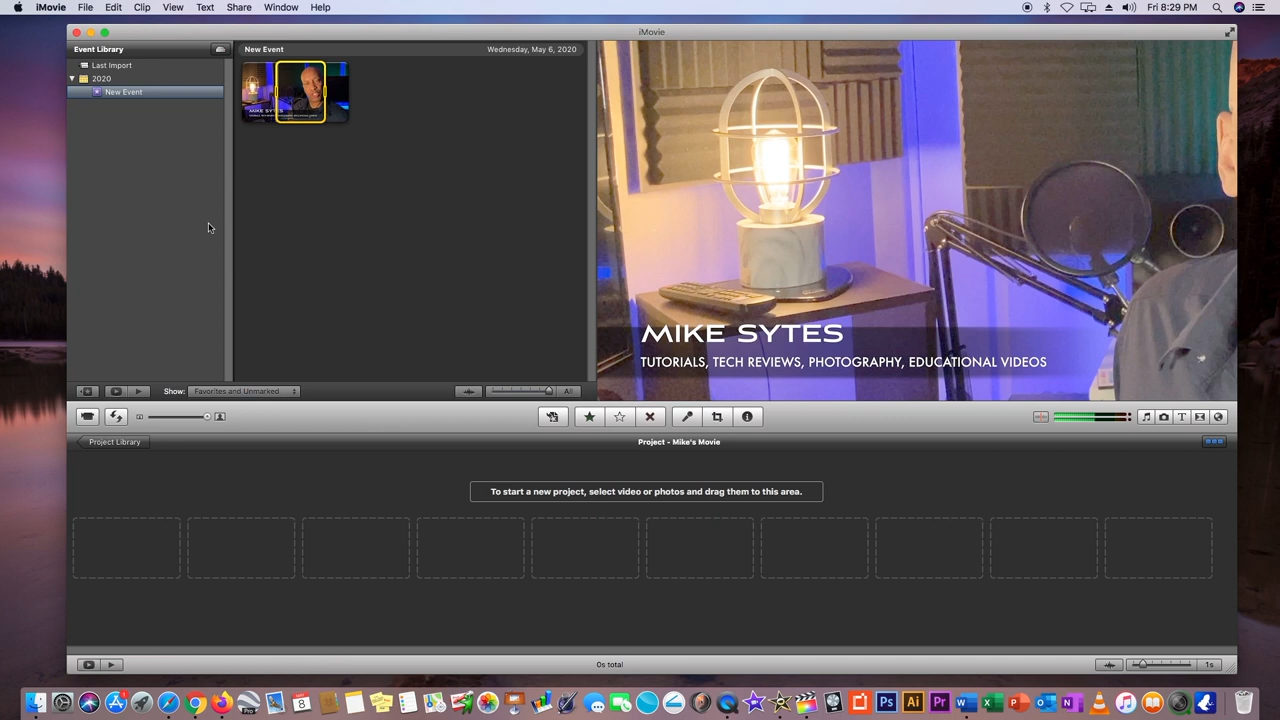 iMovie File Edit Clip View Text Share Window Help Fri 8:29 PM
iMovie
Event Library New Event Wednesday, May 6, 2020
Last Import
2020
New Event
MIKE SYTES
TUTORIALS, TECH REVIEWS, PHOTOGRAPHY, EDUCATIONAL VIDEOS
Show: Favorites and Unmarked All
Project Library Project - Mike's Movie
To start a new project, select video or photos and drag them to this area.
0s total 1s